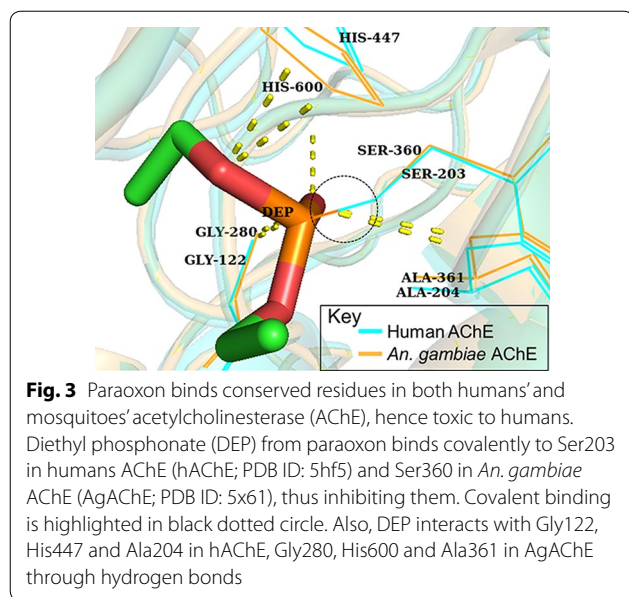 HIS-447
HIS-600
SER-360
SER-203
DEP
GLY-280
GLY-122
ALA-361
ALA-204
Key
Human AChE
An. gambiae AChE
Fig. 3 Paraoxon binds conserved residues in both humans’ and
mosquitoes’ acetylcholinesterase (AChE), hence toxic to humans.
Diethyl phosphonate (DEP) from paraoxon binds covalently to Ser203
in humans AChE (hAChE; PDB ID: 5hf5) and Ser360 in An. gambiae
AChE (AgAChE; PDB ID: 5x61), thus inhibiting them. Covalent binding
is highlighted in black dotted circle. Also, DEP interacts with Gly122,
His447 and Ala204 in hAChE, Gly280, His600 and Ala361 in AgAChE
through hydrogen bonds